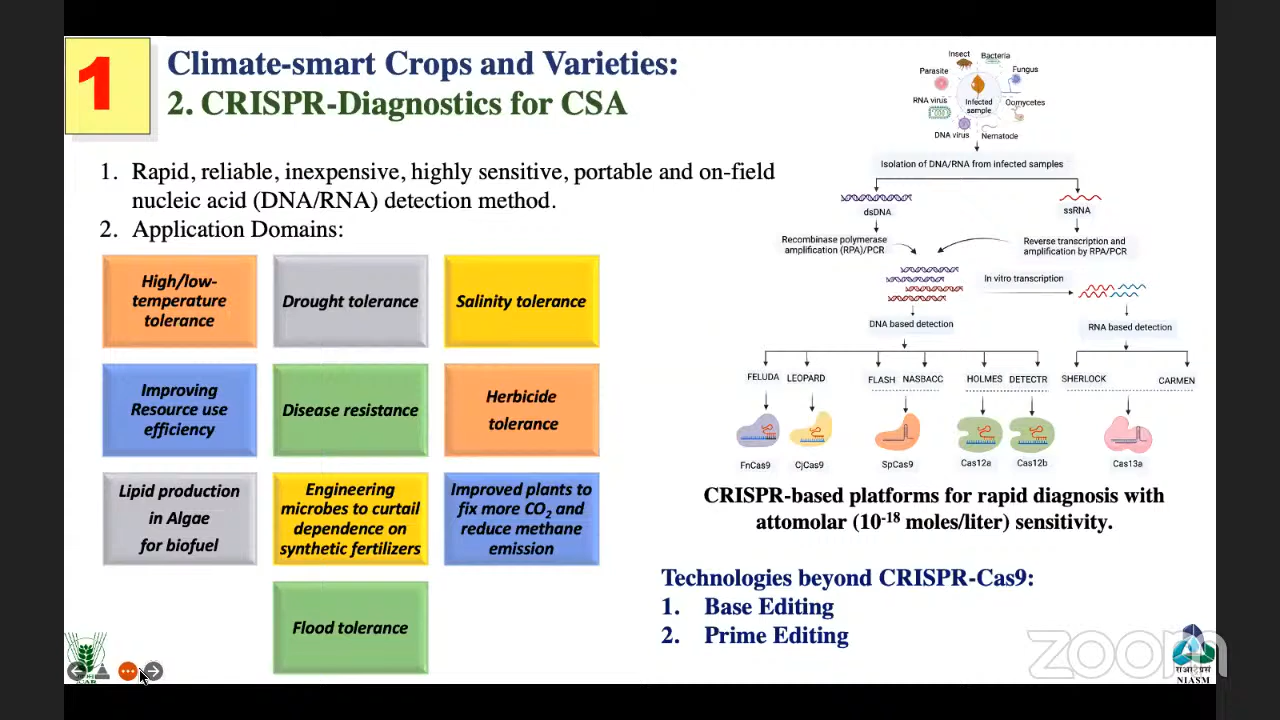 1
Climate-smart Crops and Varieties:
2. CRISPR-Diagnostics for CSA
1. Rapid, reliable, inexpensive, highly sensitive, portable and on-field
nucleic acid (DNA/RNA) detection method.
2. Application Domains:
High/low-
temperature
tolerance
Drought tolerance
Salinity tolerance
Improving
Resource use
efficiency
Disease resistance
Herbicide
tolerance
Lipid production
in Algae
for biofuel
Engineering
microbes to curtail
dependence on
synthetic fertilizers
Improved plants to
fix more CO2 and
reduce methane
emission
Flood tolerance
Insect
Bacteria
Parasite
Fungus
RNA virus
Infected
sample
Oomycetes
DNA virus
Nematode
Isolation of DNA/RNA from infected samples
dsDNA
ssRNA
Recombinase polymerase
amplification (RPA)/PCR
Reverse transcription and
amplification by RPA/PCR
In vitro transcription
DNA based detection
RNA based detection
FELUDA
LEOPARD
FLASH
NASBACC
HOLMES
DETECTR
SHERLOCK
CARMEN
FnCas9
CjCas9
SpCas9
Cas12a
Cas12b
Cas13a
CRISPR-based platforms for rapid diagnosis with
attomolar (10-18 moles/liter) sensitivity.
Technologies beyond CRISPR-Cas9:
1. Base Editing
2. Prime Editing
zoom
NIASM